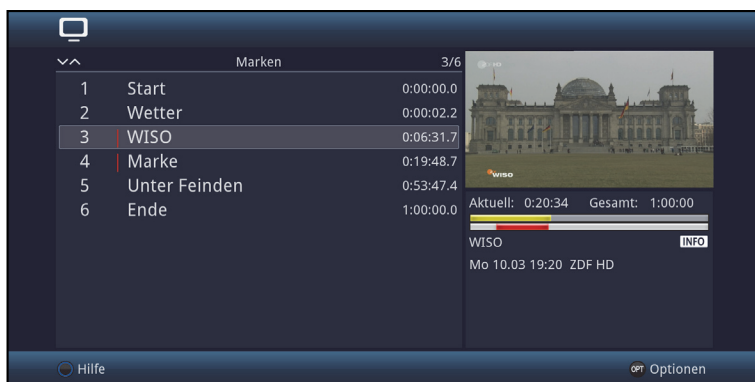 Marken 3/6
1 Start 0:00:00.0
2 Wetter 0:00:02.2
3 WISO 0:06:31.7
4 Marke 0:19:48.7
5 Unter Feinden 0:53:47.4
6 Ende 1:00:00.0
WISO
Aktuell: 0:20:34 Gesamt: 1:00:00
WISO INFO
Mo 10.03 19:20 ZDF HD
Hilfe
OPT Optionen